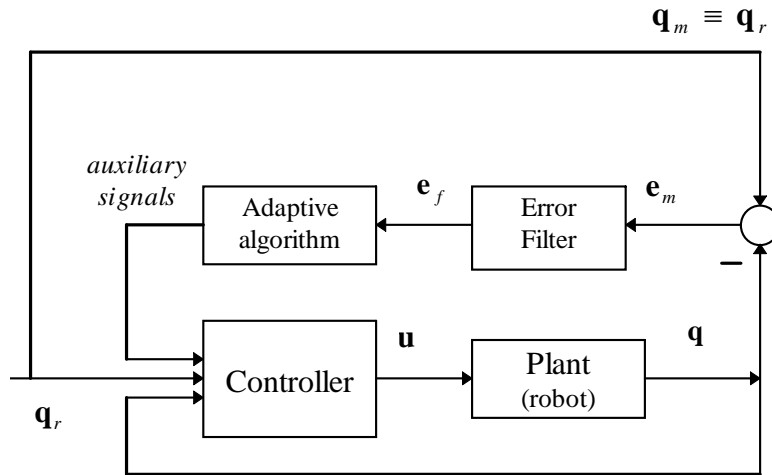 q_m ≡ q_r
auxiliary
signals
Adaptive
algorithm
e_f
Error
Filter
e_m
−
Controller
u
Plant
(robot)
q
q_r